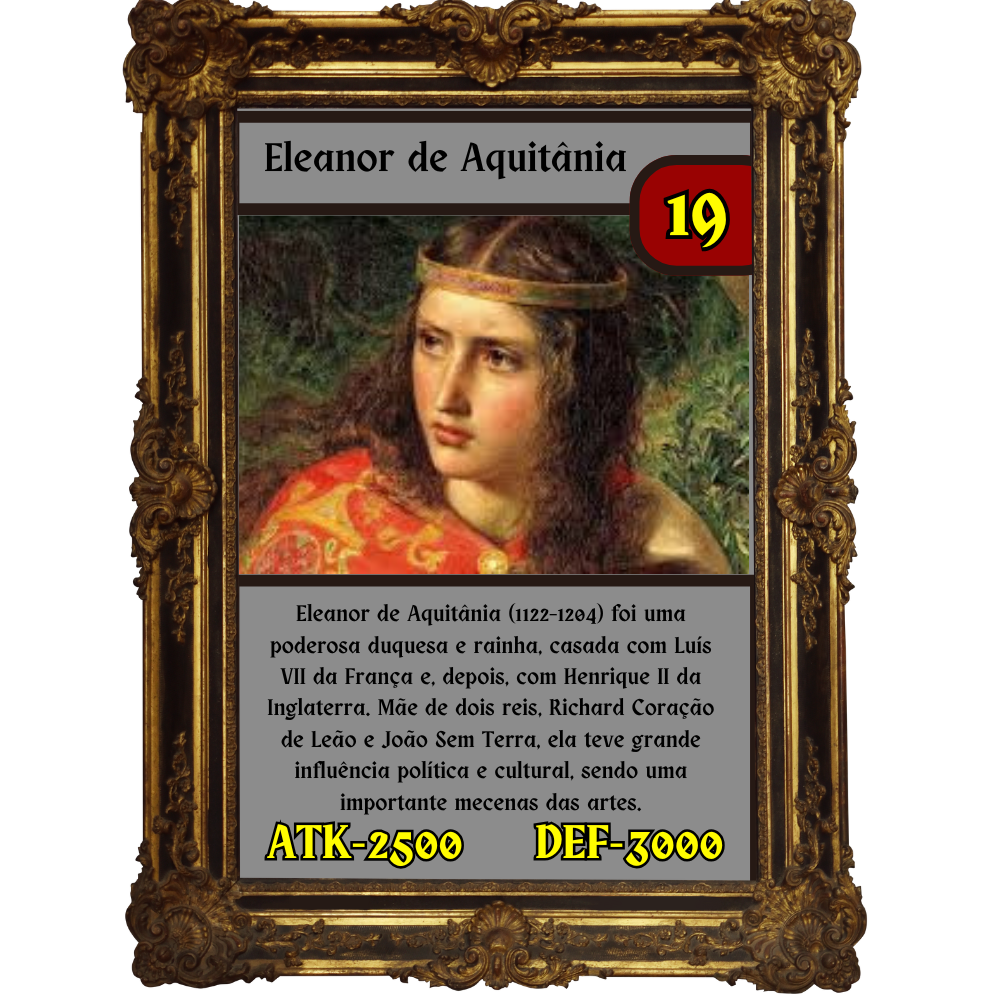 Eleanor de Aquitânia
19
Eleanor de Aquitânia (1122-1204) foi uma
poderosa duquesa e rainha, casada com Luís
VII da França e, depois, com Henrique II da
Inglaterra. Mãe de dois reis, Richard Coração
de Leão e João Sem Terra, ela teve grande
influência política e cultural, sendo uma
importante mecenas das artes.
ATK-2500 DEF-3000